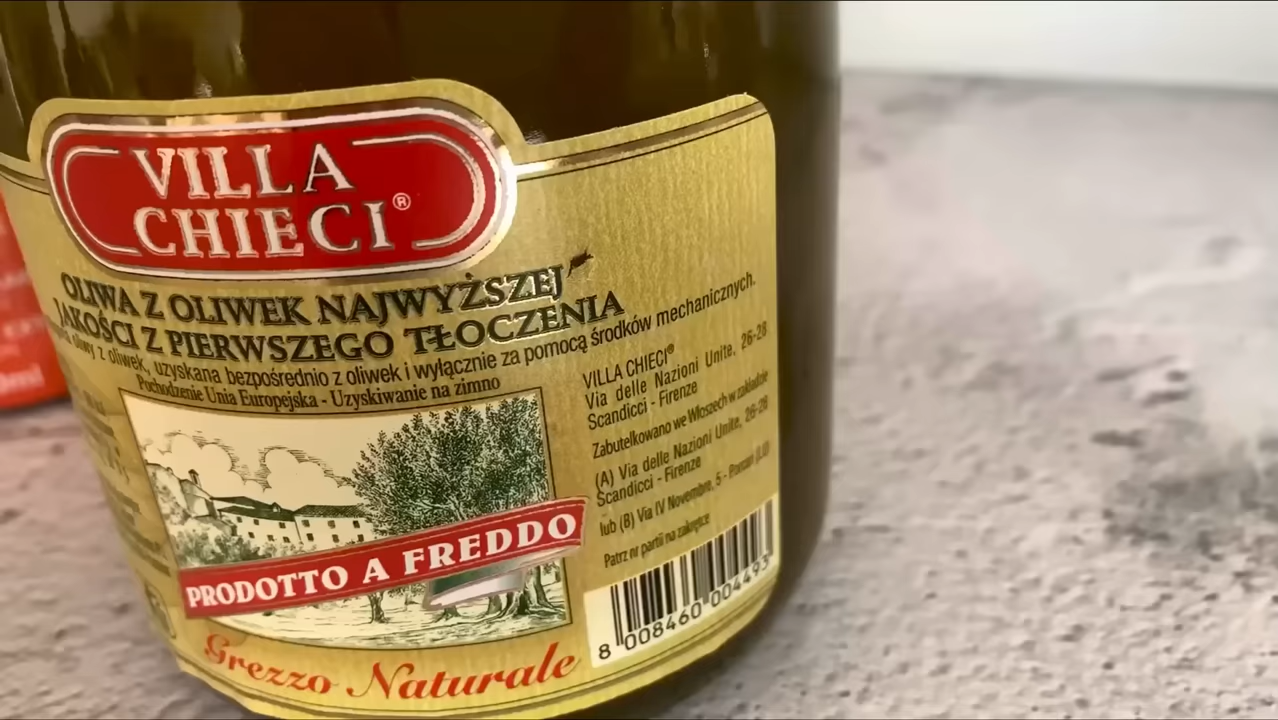 VILLA
CHIECI®
OLIWA Z OLIWEK NAJWYŻSZEJ
JAKOŚCI Z PIERWSZEGO TŁOCZENIA
oliwy z oliwek, uzyskana bezpośrednio z oliwek i wyłącznie za pomocą środków mechanicznych.
Pochodzenie Unia Europejska - Uzyskiwanie na zimno
PRODOTTO A FREDDO
Grezzo Naturale
VILLA CHIECI®
Via delle Nazioni Unite, 26-28
Scandicci - Firenze
Zabutelkowano we Włoszech w zakładzie
(A) Via delle Nazioni Unite, 26-28
Scandicci - Firenze
lub (B) Via IV Novembre, 5 - Porcari (LU)
Patrz nr partii na zakrętce
8 008460 004493